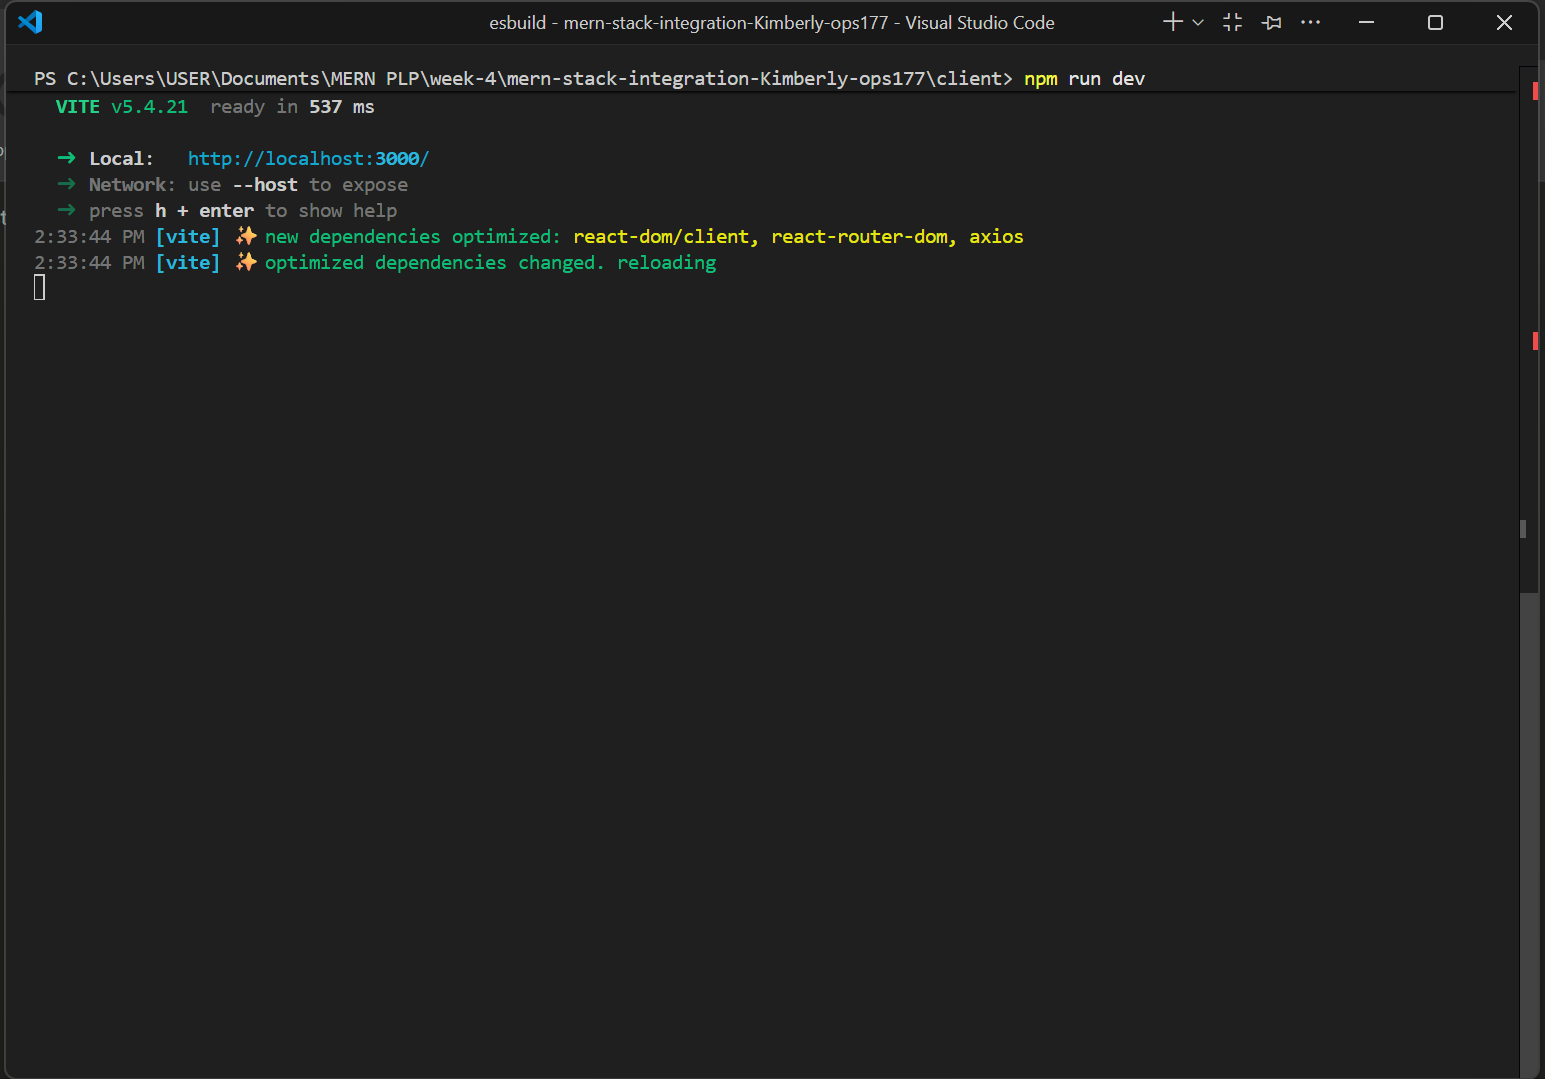 esbuild - mern-stack-integration-Kimberly-ops177 - Visual Studio Code
PS C:\Users\USER\Documents\MERN PLP\week-4\mern-stack-integration-Kimberly-ops177\client> npm run dev
VITE v5.4.21  ready in 537 ms
➜ Local:   http://localhost:3000/
➜ Network: use --host to expose
➜ press h + enter to show help
2:33:44 PM [vite] ✨ new dependencies optimized: react-dom/client, react-router-dom, axios
2:33:44 PM [vite] ✨ optimized dependencies changed. reloading